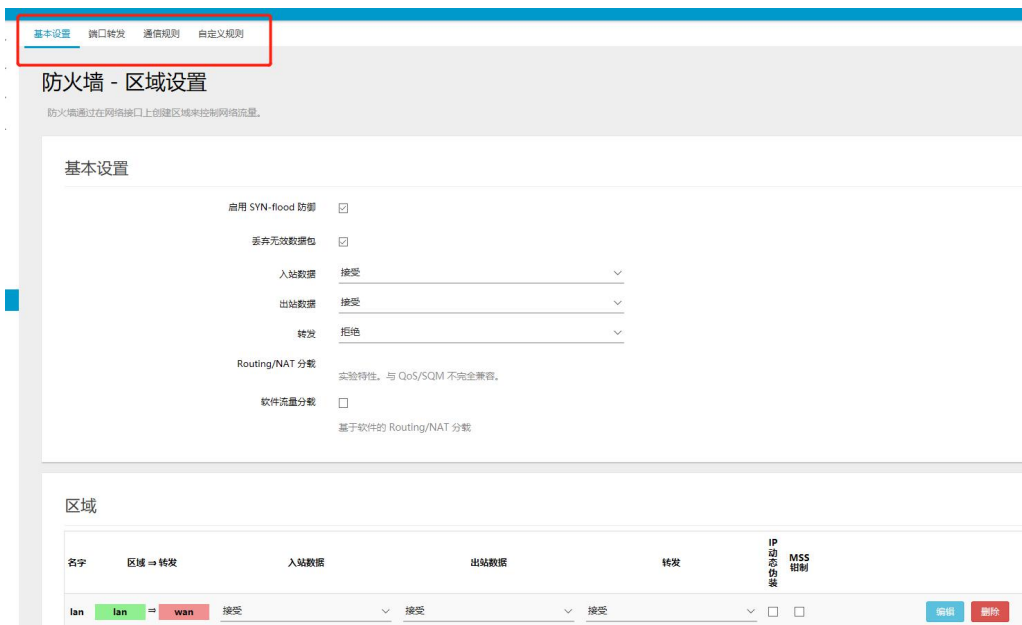 基本设置 端口转发 通信规则 自定义规则
防火墙 - 区域设置
防火墙通过在网络接口上创建区域来控制网络流量。
基本设置
启用 SYN-flood 防御
丢弃无效数据包
入站数据 接受
出站数据 接受
转发 拒绝
Routing/NAT 分载
实验特性。与 QoS/SQM 不完全兼容。
软件流量分载
基于软件的 Routing/NAT 分载
区域
名字 区域 ⇒ 转发 入站数据 出站数据 转发 IP动态伪装 MSS钳制
lan lan ⇒ wan 接受 接受 接受 编辑 删除